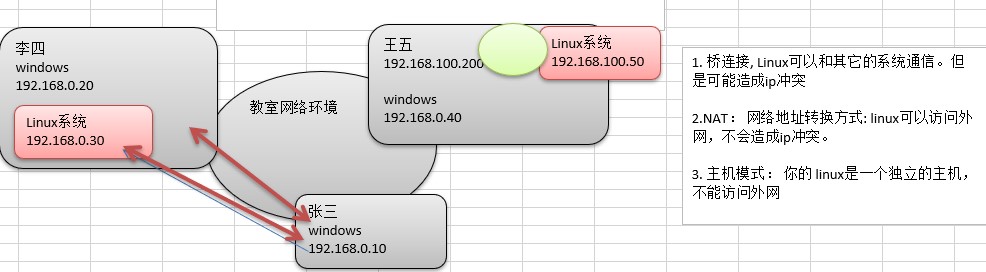 李四
windows
192.168.0.20
Linux系统
192.168.0.30
教室网络环境
王五
192.168.100.200
windows
192.168.0.40
Linux系统
192.168.100.50
张三
windows
192.168.0.10
1. 桥连接, Linux可以和其它的系统通信。但
是可能造成ip冲突
2.NAT： 网络地址转换方式: linux可以访问外
网，不会造成ip冲突。
3. 主机模式： 你的 linux是一个独立的主机，
不能访问外网